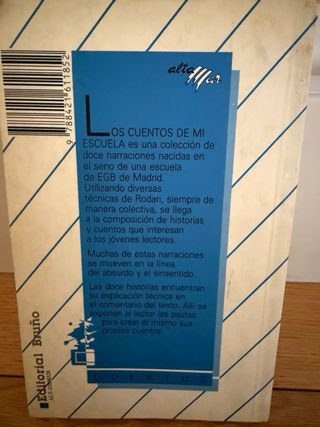 alta
Mar
LOS CUENTOS DE MI
ESCUELA es una colección de
doce narraciones nacidas en
el seno de una escuela
de EGB de Madrid.
Utilizando diversas
técnicas de Rodari, siempre de
manera colectiva, se llega
a la composición de historias
y cuentos que interesan
a los jóvenes lectores.
Muchas de estas narraciones
se mueven en la línea
del absurdo y el sinsentido.
Las doce historias encuentran
su explicación técnica en
el comentario del texto. Allí se
exponen al lector las pautas
para crear él mismo sus
propios cuentos.
CUENTOS
9 788421 611852
Editorial Bruño